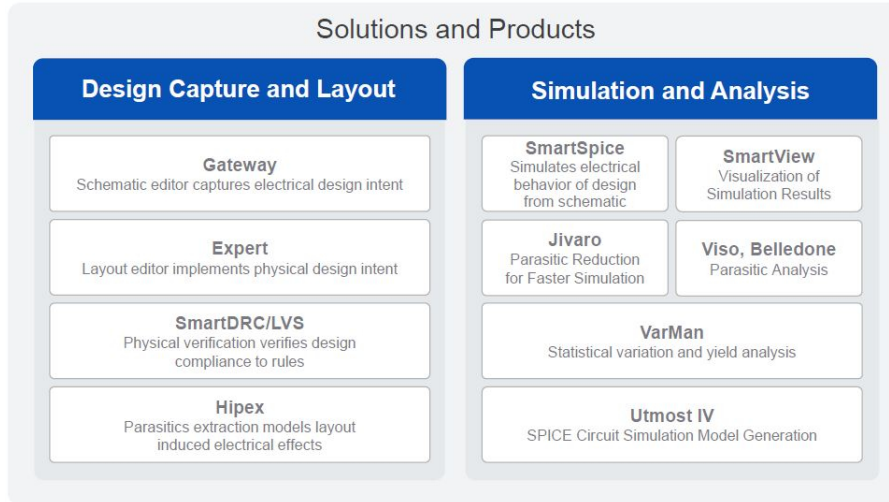 Solutions and Products
Design Capture and Layout
Gateway
Schematic editor captures electrical design intent
Expert
Layout editor implements physical design intent
SmartDRC/LVS
Physical verification verifies design
compliance to rules
Hipex
Parasitics extraction models layout
induced electrical effects
Simulation and Analysis
SmartSpice
Simulates electrical
behavior of design
from schematic
SmartView
Visualization of
Simulation Results
Jivaro
Parasitic Reduction
for Faster Simulation
Viso, Belledone
Parasitic Analysis
VarMan
Statistical variation and yield analysis
Utmost IV
SPICE Circuit Simulation Model Generation